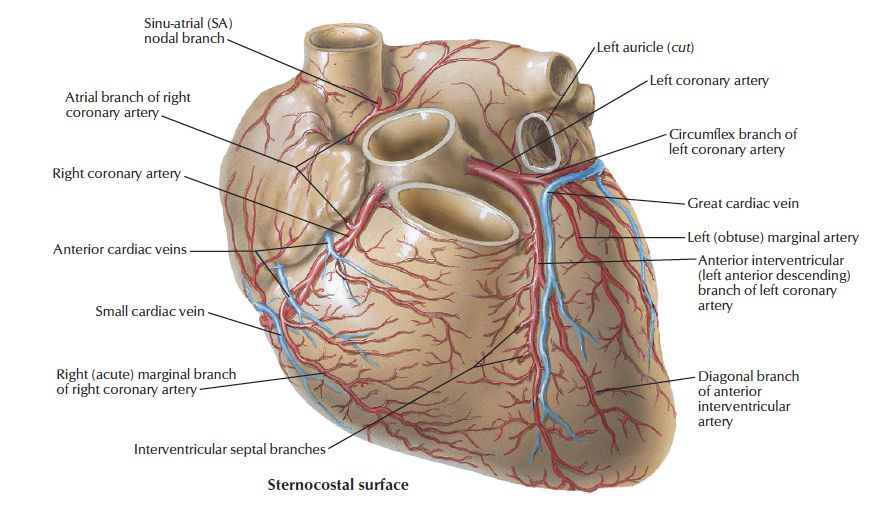 Sinu-atrial (SA)
nodal branch
Atrial branch of right
coronary artery
Right coronary artery
Anterior cardiac veins
Small cardiac vein
Right (acute) marginal branch
of right coronary artery
Interventricular septal branches
Left auricle (cut)
Left coronary artery
Circumflex branch of
left coronary artery
Great cardiac vein
Left (obtuse) marginal artery
Anterior interventricular
(left anterior descending)
branch of left coronary
artery
Diagonal branch
of anterior
interventricular
artery
Sternocostal surface